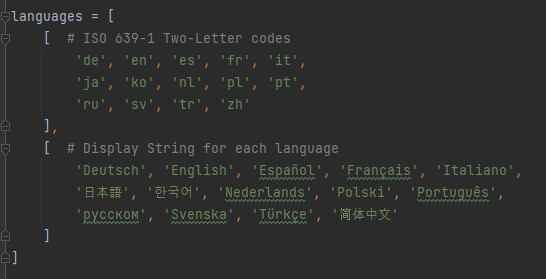 languages = [
[  # ISO 639-1 Two-Letter codes
'de', 'en', 'es', 'fr', 'it',
'ja', 'ko', 'nl', 'pl', 'pt',
'ru', 'sv', 'tr', 'zh'
],
[  # Display String for each language
'Deutsch', 'English', 'Español', 'Français', 'Italiano',
'日本語', '한국어', 'Nederlands', 'Polski', 'Português',
'русском', 'Svenska', 'Türkçe', '简体中文'
]
]